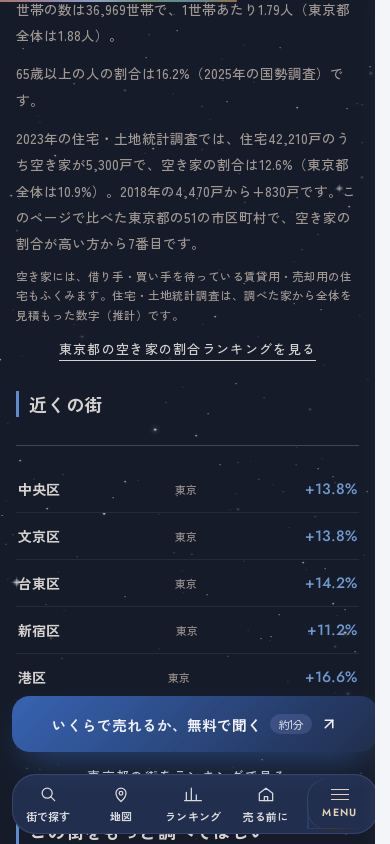 世帯の数は36,969世帯で、1世帯あたり1.79人（東京都
全体は1.88人）。
65歳以上の人の割合は16.2%（2025年の国勢調査）で
す。
2023年の住宅・土地統計調査では、住宅42,210戸のう
ち空き家が5,300戸で、空き家の割合は12.6%（東京都
全体は10.9%）。2018年の4,470戸から+830戸です。こ
のページで比べた東京都の51の市区町村で、空き家の
割合が高い方から7番目です。
空き家には、借り手・買い手を待っている賃貸用・売却用の住
宅もふくみます。住宅・土地統計調査は、調べた家から全体を
見積もった数字（推計）です。
東京都の空き家の割合ランキングを見る
近くの街
中央区 東京 +13.8%
文京区 東京 +13.8%
台東区 東京 +14.2%
新宿区 東京 +11.2%
港区 東京 +16.6%
いくらで売れるか、無料で聞く 約1分
街で探す 地図 ランキング 売る前に MENU